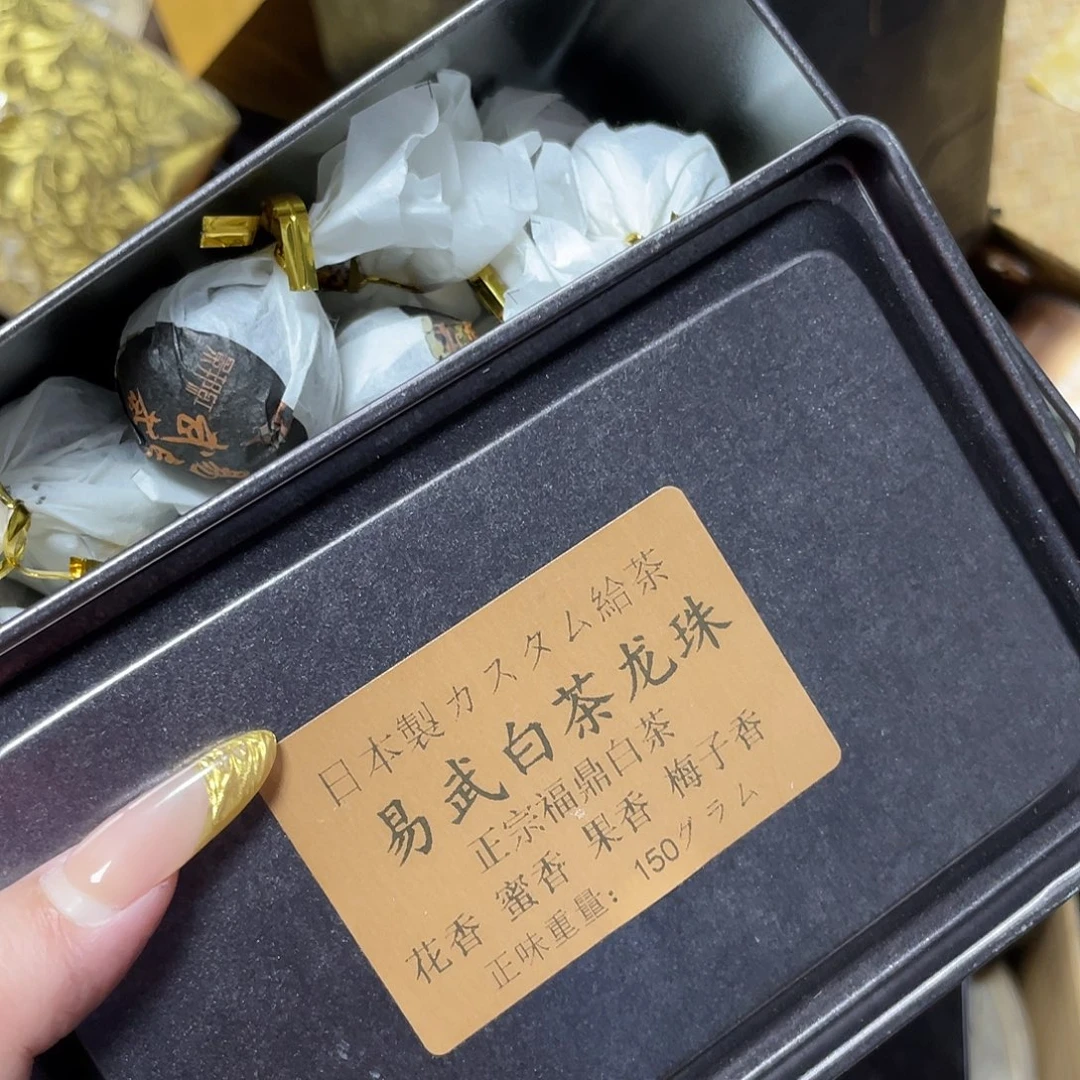 日本製カスタム給茶
易武白茶龙珠
正宗福鼎白茶
花香 蜜香 果香 梅子香
正味重量：150グラム